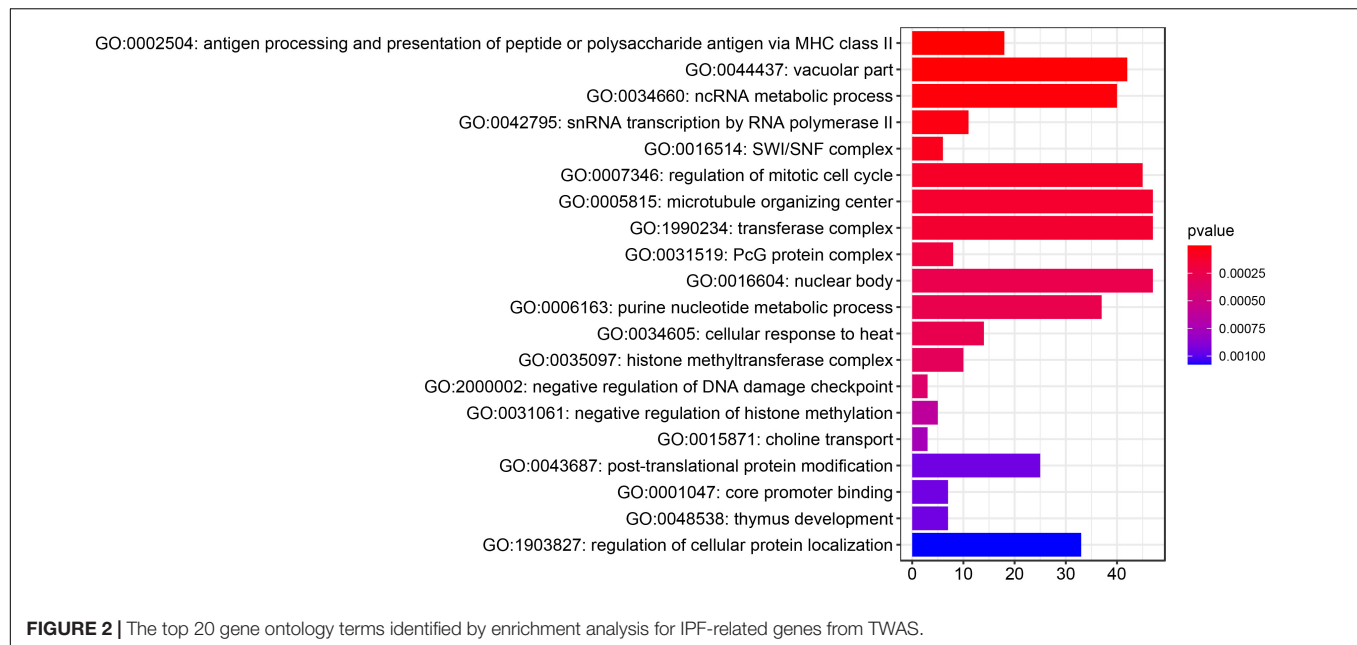 GO:0002504: antigen processing and presentation of peptide or polysaccharide antigen via MHC class II
GO:0044437: vacuolar part
GO:0034660: ncRNA metabolic process
GO:0042795: snRNA transcription by RNA polymerase II
GO:0016514: SWI/SNF complex
GO:0007346: regulation of mitotic cell cycle
GO:0005815: microtubule organizing center
GO:1990234: transferase complex
GO:0031519: PcG protein complex
GO:0016604: nuclear body
GO:0006163: purine nucleotide metabolic process
GO:0034605: cellular response to heat
GO:0035097: histone methyltransferase complex
GO:2000002: negative regulation of DNA damage checkpoint
GO:0031061: negative regulation of histone methylation
GO:0015871: choline transport
GO:0043687: post-translational protein modification
GO:0001047: core promoter binding
GO:0048538: thymus development
GO:1903827: regulation of cellular protein localization
0 10 20 30 40
pvalue
0.00025
0.00050
0.00075
0.00100
FIGURE 2 | The top 20 gene ontology terms identified by enrichment analysis for IPF-related genes from TWAS.